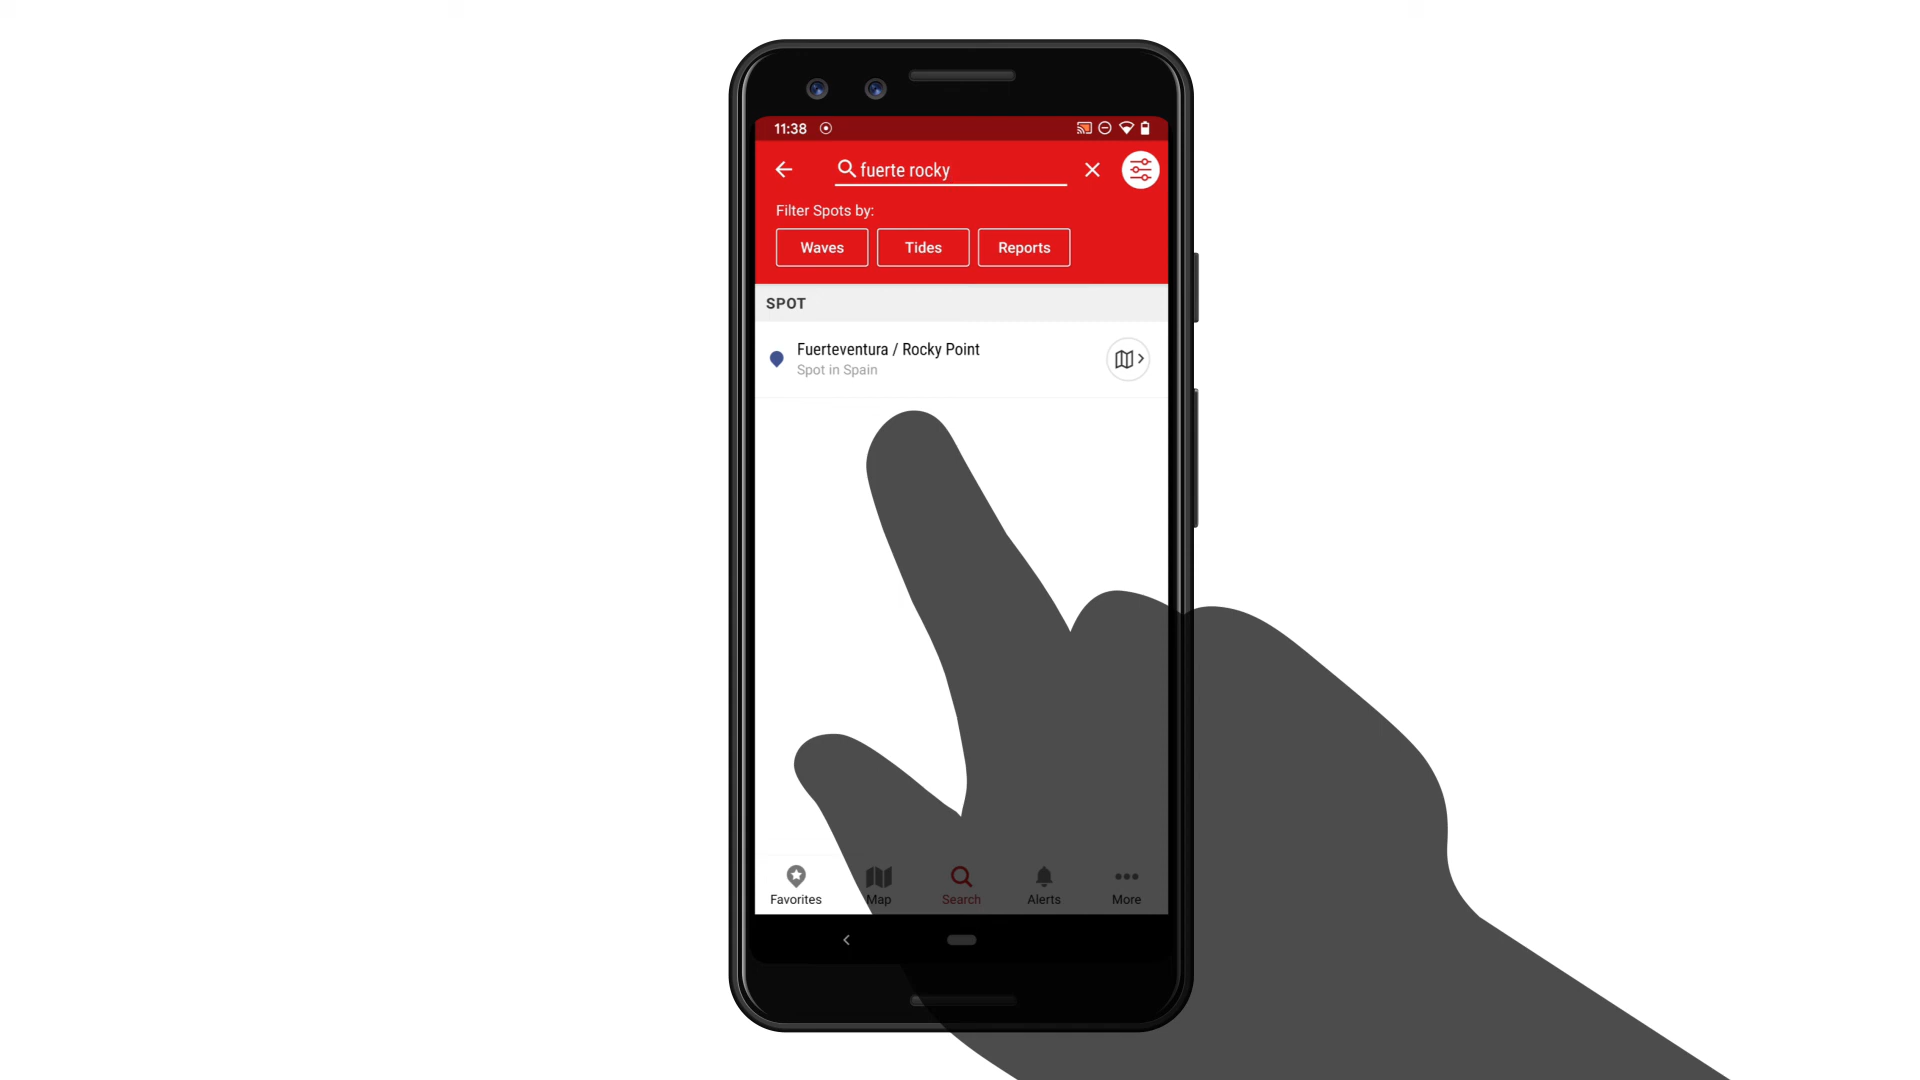 11:38
fuerte rocky
Filter Spots by:
Waves Tides Reports
SPOT
Fuerteventura / Rocky Point
Spot in Spain
Favorites Map Search Alerts More